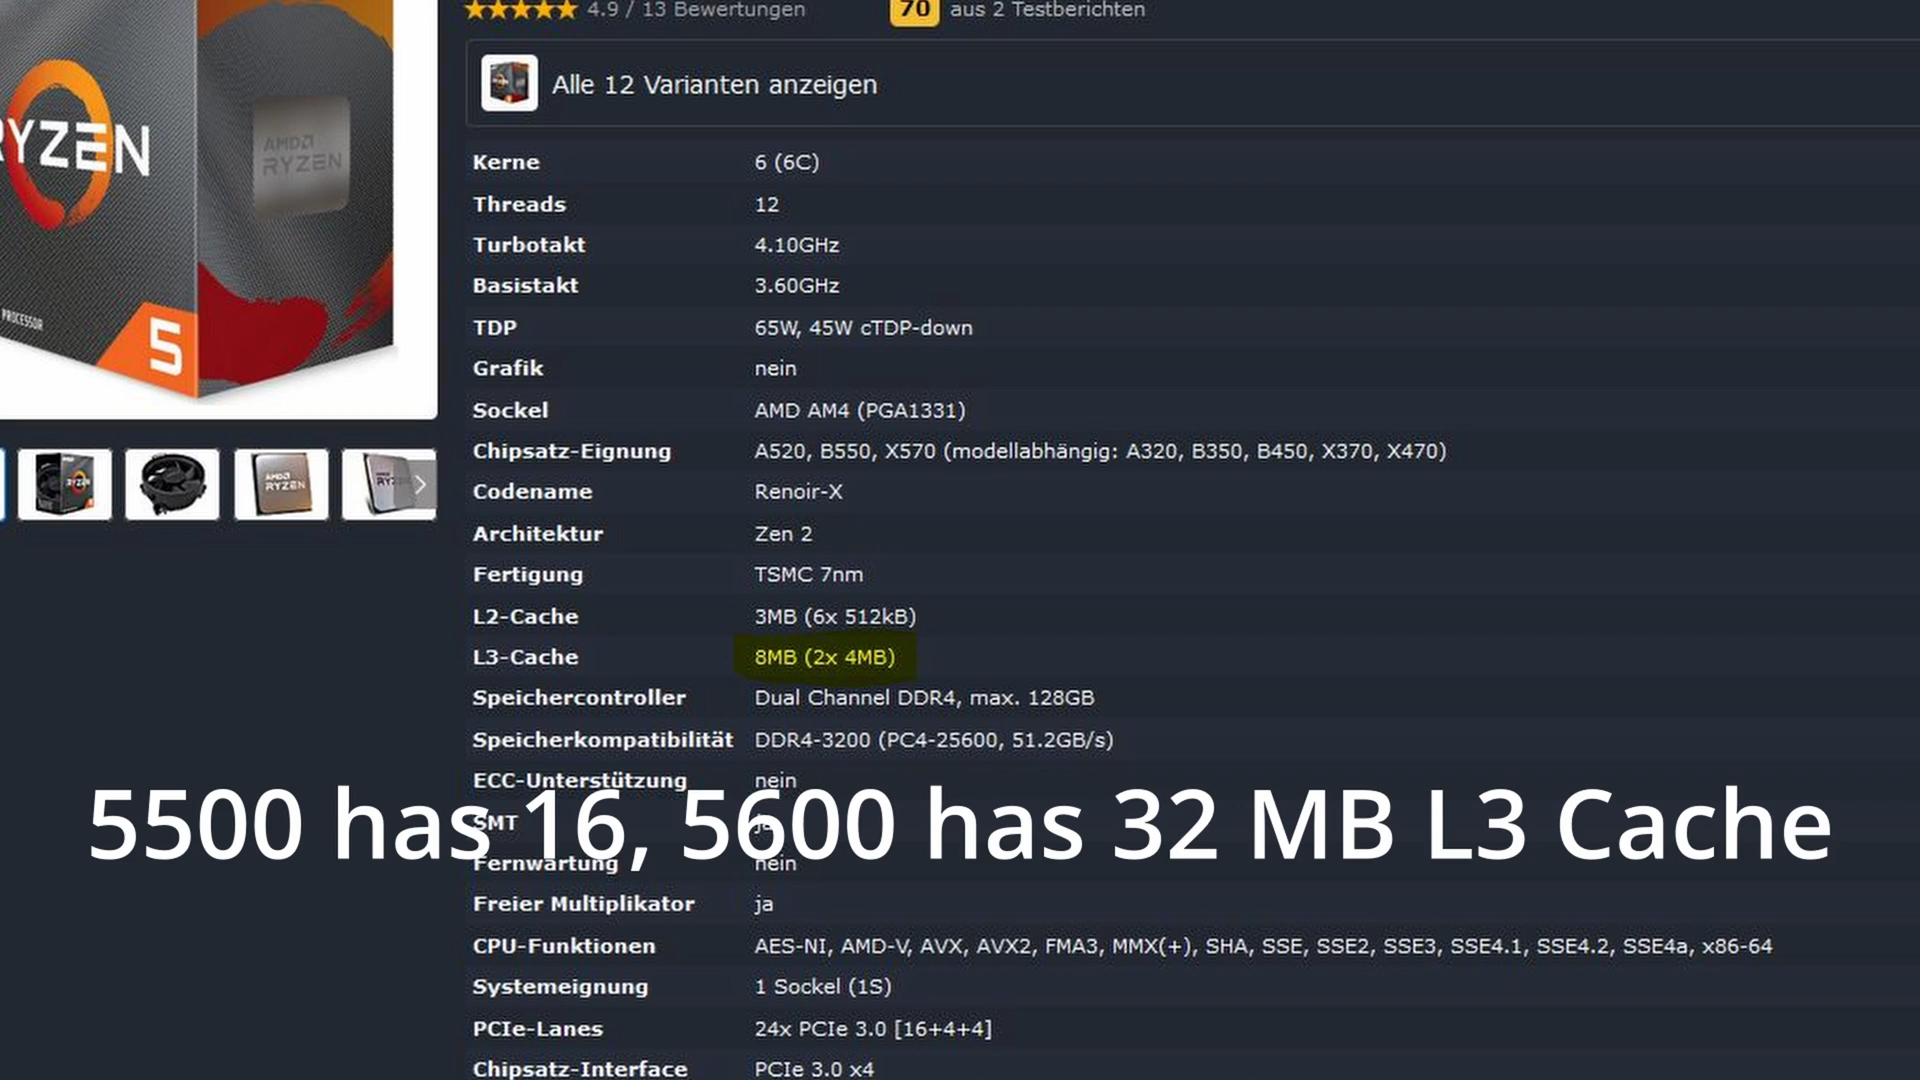 4.9 / 13 Bewertungen
70 aus 2 Testberichten
Alle 12 Varianten anzeigen
RYZEN
AMD
RYZEN
PROCESSOR
5
Kerne 6 (6C)
Threads 12
Turbotakt 4.10GHz
Basistakt 3.60GHz
TDP 65W, 45W cTDP-down
Grafik nein
Sockel AMD AM4 (PGA1331)
Chipsatz-Eignung A520, B550, X570 (modellabhängig: A320, B350, B450, X370, X470)
Codename Renoir-X
Architektur Zen 2
Fertigung TSMC 7nm
L2-Cache 3MB (6x 512kB)
L3-Cache 8MB (2x 4MB)
Speichercontroller Dual Channel DDR4, max. 128GB
Speicherkompatibilität DDR4-3200 (PC4-25600, 51.2GB/s)
ECC-Unterstützung nein
5500 has 16, 5600 has 32 MB L3 Cache
SMT ja
Fernwartung nein
Freier Multiplikator ja
CPU-Funktionen AES-NI, AMD-V, AVX, AVX2, FMA3, MMX(+), SHA, SSE, SSE2, SSE3, SSE4.1, SSE4.2, SSE4a, x86-64
Systemeignung 1 Sockel (1S)
PCIe-Lanes 24x PCIe 3.0 [16+4+4]
Chipsatz-Interface PCIe 3.0 x4